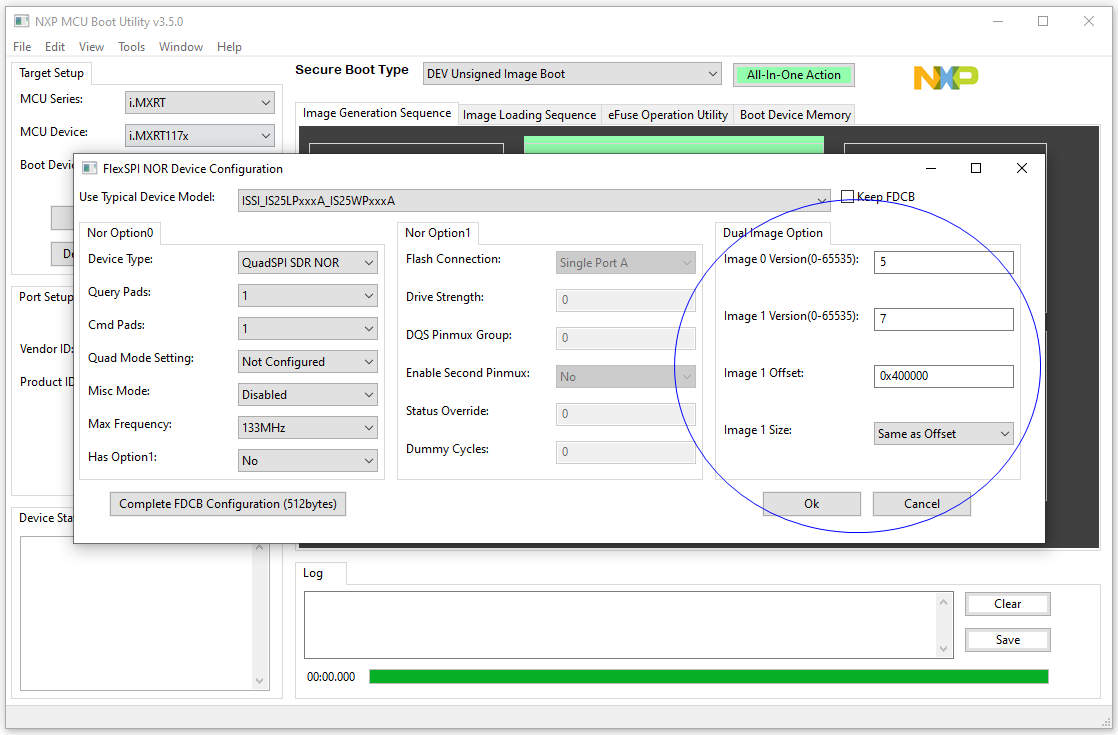 NXP MCU Boot Utility v3.5.0
File Edit View Tools Window Help
Target Setup
MCU Series: i.MXRT
MCU Device: i.MXRT117x
Boot
Secure Boot Type DEV Unsigned Image Boot All-In-One Action
NXP
Image Generation Sequence Image Loading Sequence eFuse Operation Utility Boot Device Memory
FlexSPI NOR Device Configuration
Use Typical Device Model: ISSI_IS25LPxxxA_IS25WPxxxA Keep FDCB
Nor Option0
Device Type: QuadSPI SDR NOR
Query Pads: 1
Cmd Pads: 1
Quad Mode Setting: Not Configured
Misc Mode: Disabled
Max Frequency: 133MHz
Has Option1: No
Complete FDCB Configuration (512bytes)
Nor Option1
Flash Connection: Single Port A
Drive Strength: 0
DQS Pinmux Group: 0
Enable Second Pinmux: No
Status Override: 0
Dummy Cycles: 0
Dual Image Option
Image 0 Version(0-65535): 5
Image 1 Version(0-65535): 7
Image 1 Offset: 0x400000
Image 1 Size: Same as Offset
Ok Cancel
Port Setup
Vendor ID:
Product ID
Device Sta
Log
Clear
Save
00:00.000